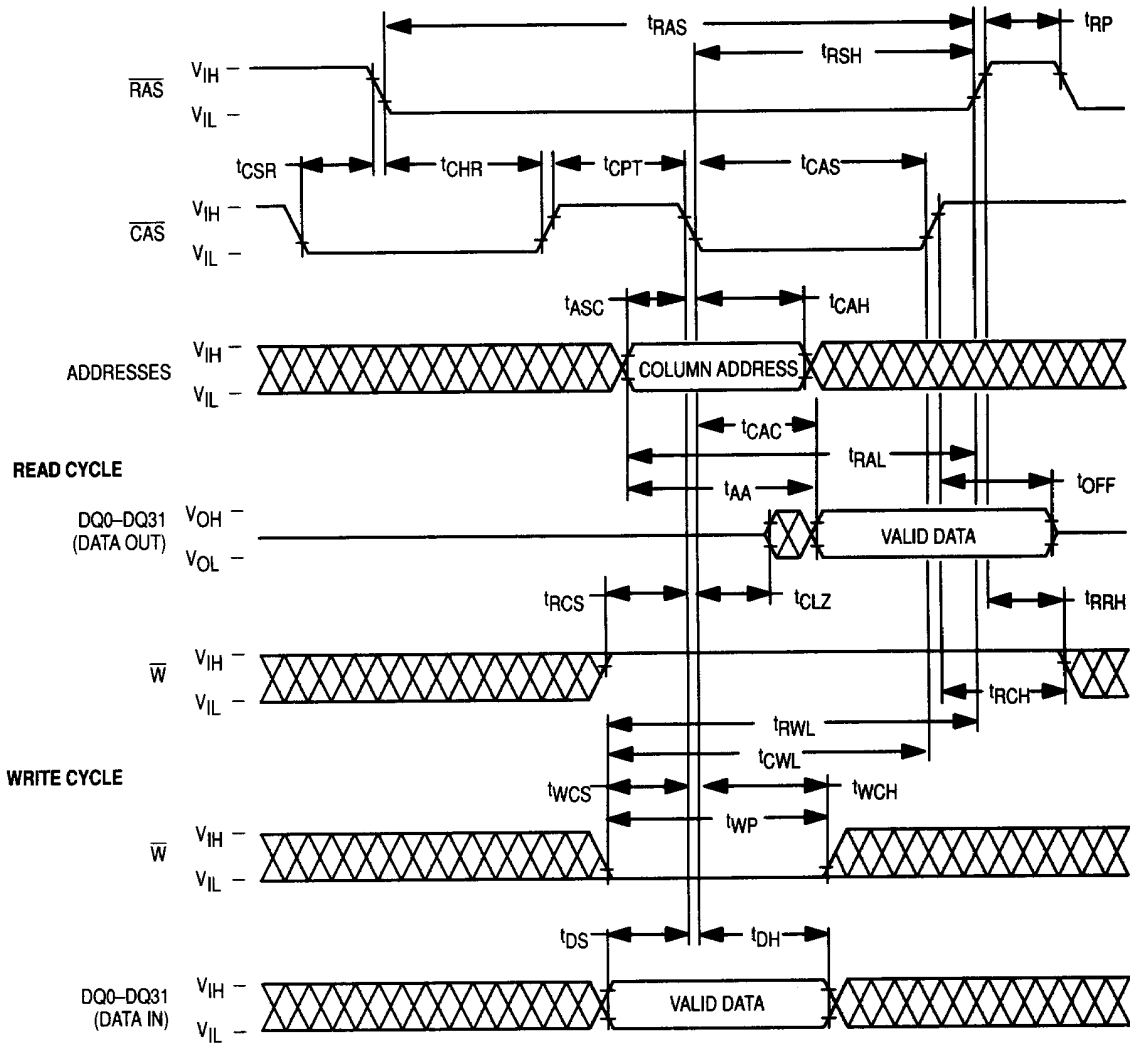 tRAS tRP
tRSH
RAS VIH –
VIL –
tCSR tCHR tCPT tCAS
CAS VIH –
VIL –
tASC tCAH
ADDRESSES VIH –
VIL –
COLUMN ADDRESS
tCAC
tRAL
READ CYCLE
tAA tOFF
DQ0–DQ31
(DATA OUT)
VOH –
VOL –
VALID DATA
tRCS tCLZ tRRH
W VIH –
VIL –
tRCH
tRWL
tCWL
WRITE CYCLE
tWCS tWCH
tWP
W VIH –
VIL –
tDS tDH
DQ0–DQ31
(DATA IN)
VIH –
VIL –
VALID DATA